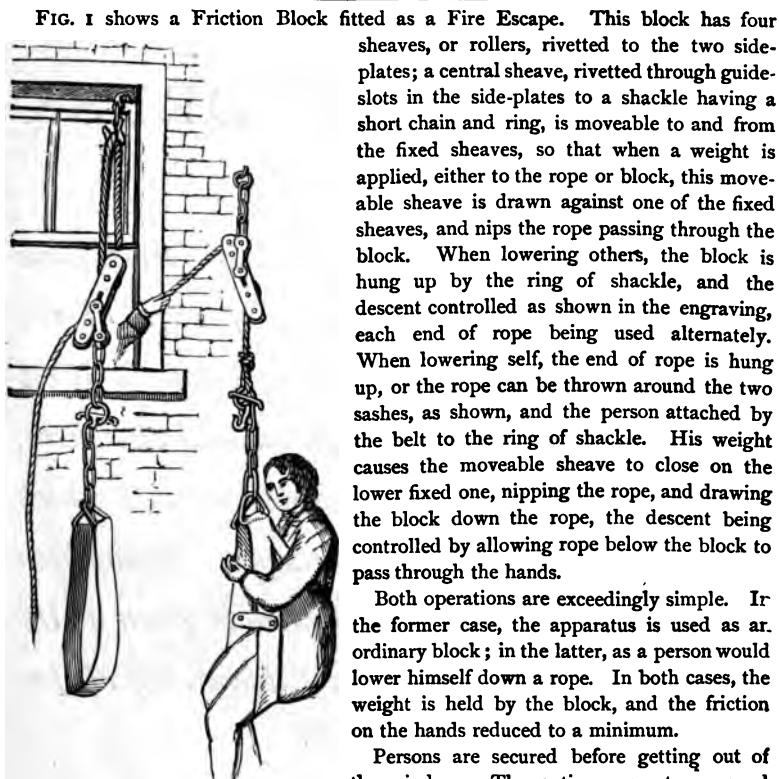 FIG. 1 shows a Friction Block fitted as a Fire Escape. This block has four
sheaves, or rollers, rivetted to the two side-
plates; a central sheave, rivetted through guide-
slots in the side-plates to a shackle having a
short chain and ring, is moveable to and from
the fixed sheaves, so that when a weight is
applied, either to the rope or block, this move-
able sheave is drawn against one of the fixed
sheaves, and nips the rope passing through the
block. When lowering others, the block is
hung up by the ring of shackle, and the
descent controlled as shown in the engraving,
each end of rope being used alternately.
When lowering self, the end of rope is hung
up, or the rope can be thrown around the two
sashes, as shown, and the person attached by
the belt to the ring of shackle. His weight
causes the moveable sheave to close on the
lower fixed one, nipping the rope, and drawing
the block down the rope, the descent being
controlled by allowing rope below the block to
pass through the hands.
Both operations are exceedingly simple. In
the former case, the apparatus is used as an
ordinary block; in the latter, as a person would
lower himself down a rope. In both cases, the
weight is held by the block, and the friction
on the hands reduced to a minimum.
Persons are secured before getting out of